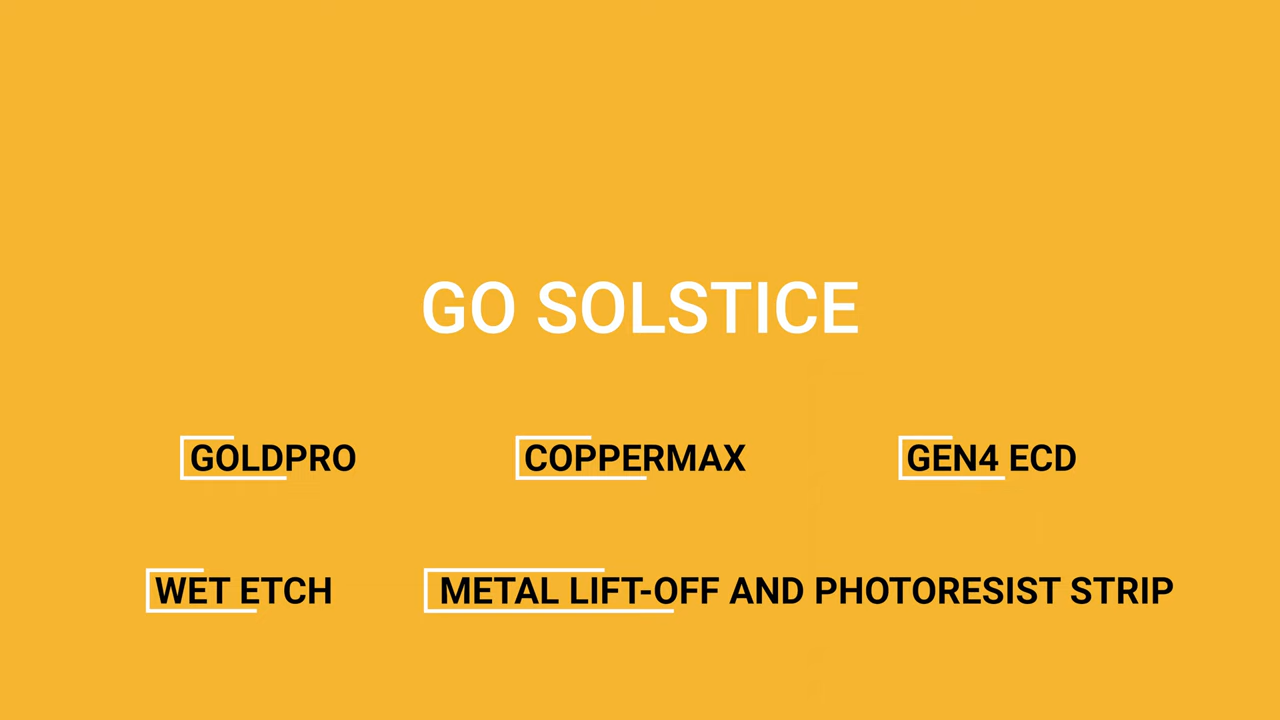 GO SOLSTICE
GOLDPRO
COPPERMAX
GEN4 ECD
WET ETCH
METAL LIFT-OFF AND PHOTORESIST STRIP